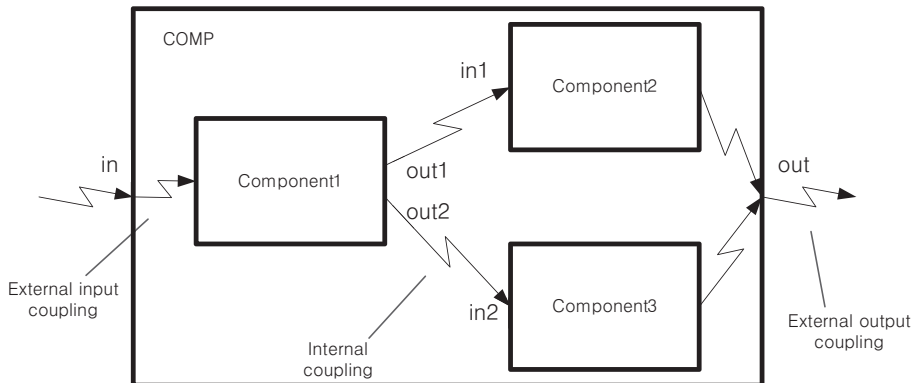 COMP
in1
Component2
in
Component1
out1
out
out2
External input
coupling
in2
Component3
Internal
coupling
External output
coupling